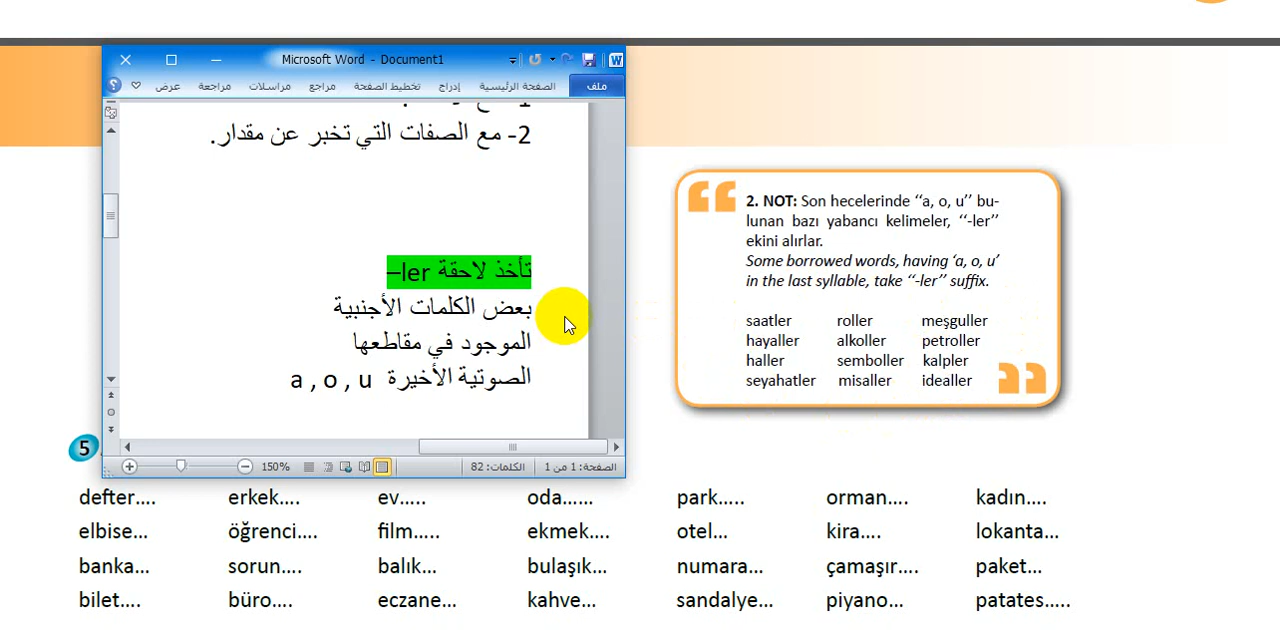 Microsoft Word - Document1
ملف
الصفحة الرئيسية
إدراج
تخطيط الصفحة
مراجع
مراسلات
مراجعة
عرض
2- مع الصفات التي تخبر عن مقدار.
تأخذ لاحقة ler–
بعض الكلمات الأجنبية
الموجود في مقاطعها
الصوتية الأخيرة a , o , u
150%
الكلمات: 82
الصفحة: 1 من 1
2. NOT: Son hecelerinde “a, o, u” bu-
lunan bazı yabancı kelimeler, “-ler”
ekini alırlar.
Some borrowed words, having ‘a, o, u’
in the last syllable, take “-ler” suffix.
saatler roller meşguller
hayaller alkoller petroller
haller semboller kalpler
seyahatler misaller idealler
5
defter.... erkek.... ev..... oda...... park..... orman.... kadın....
elbise... öğrenci.... film..... ekmek.... otel... kira.... lokanta...
banka... sorun.... balık... bulaşık... numara... çamaşır.... paket...
bilet.... büro.... eczane... kahve... sandalye... piyano... patates.....